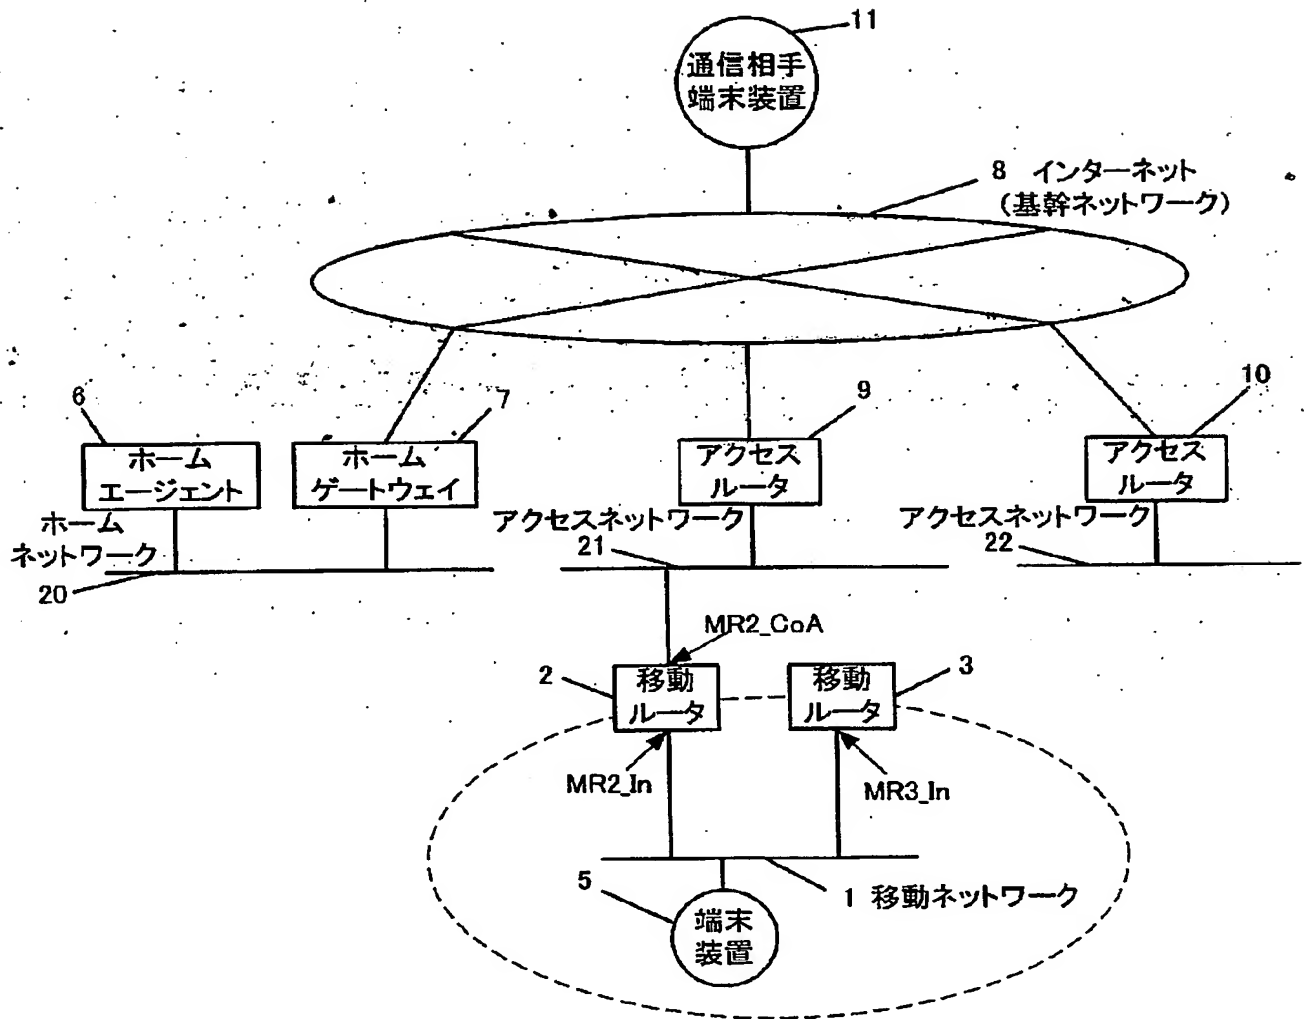 11
通信相手
端末装置
8 インターネット
(基幹ネットワーク)
6
7
9
10
ホーム
エージェント
ホーム
ゲートウェイ
アクセス
ルータ
アクセス
ルータ
ホーム
ネットワーク
20
アクセスネットワーク
21
アクセスネットワーク
22
MR2_CoA
2
移動
ルータ
移動
ルータ
3
MR2_In
MR3_In
5
1 移動ネットワーク
端末
装置